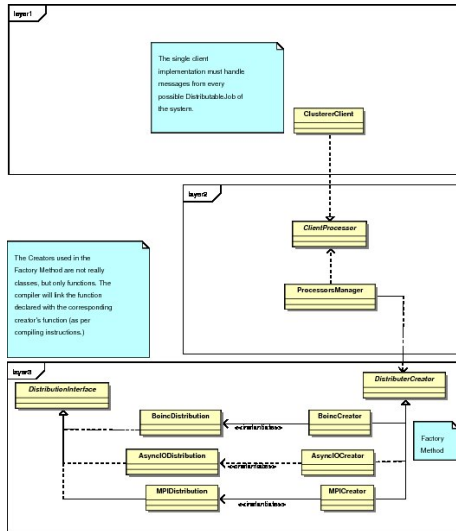 layer1
The single client
implementation must handle
messages from every
possible DistributableJob of
the system.
ClustererClient
layer2
ClientProcesser
ProcessersManager
The Creators used in the
Factory Method are not really
classes, but only functions. The
compiler will link the function
declared with the corresponding
creator's function (as per
compiling instructions.)
layer3
DistributionInterface
DistributerCreator
BoincDistribution
<<instantiates>>
BoincCreator
Factory
Method
AsyncIODistribution
<<instantiates>>
AsyncIOCreator
MPIDistribution
<<instantiates>>
MPICreator